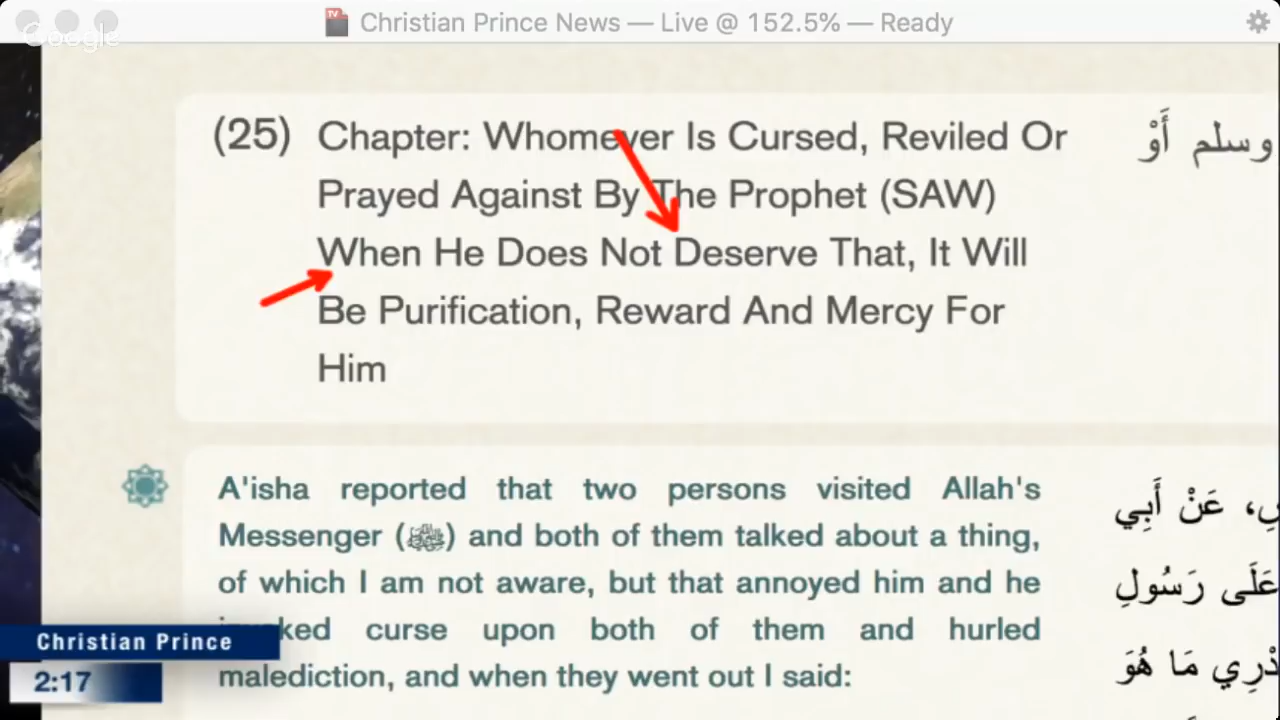 Christian Prince News — Live @ 152.5% — Ready
Google
(25) Chapter: Whomever Is Cursed, Reviled Or
Prayed Against By The Prophet (SAW)
When He Does Not Deserve That, It Will
Be Purification, Reward And Mercy For
Him
وسلم أَوْ
A'isha reported that two persons visited Allah's
Messenger (ﷺ) and both of them talked about a thing,
of which I am not aware, but that annoyed him and he
invoked curse upon both of them and hurled
malediction, and when they went out I said:
عَنْ أَبِي
عَلَى رَسُولِ
مَا هُوَ
Christian Prince
2:17